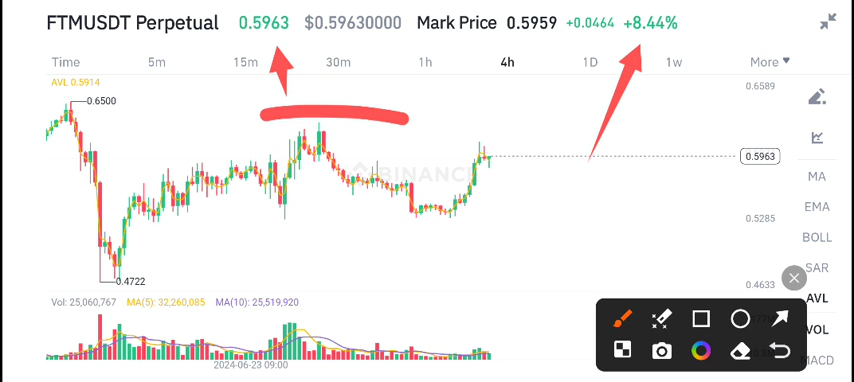 FTMUSDT Perpetual 0.5963 $0.59630000 Mark Price 0.5959 +0.0464 +8.44%
Time 5m 15m 30m 1h 4h 1D 1w More
AVL 0.5914
0.6589
0.6500
BINANCE
0.5963
MA
EMA
0.5285
BOLL
SAR
0.4722
0.4633
AVL
Vol: 25,060,767 MA(5): 32,260,085 MA(10): 25,519,920
VOL
MACD
2024-06-23 09:00